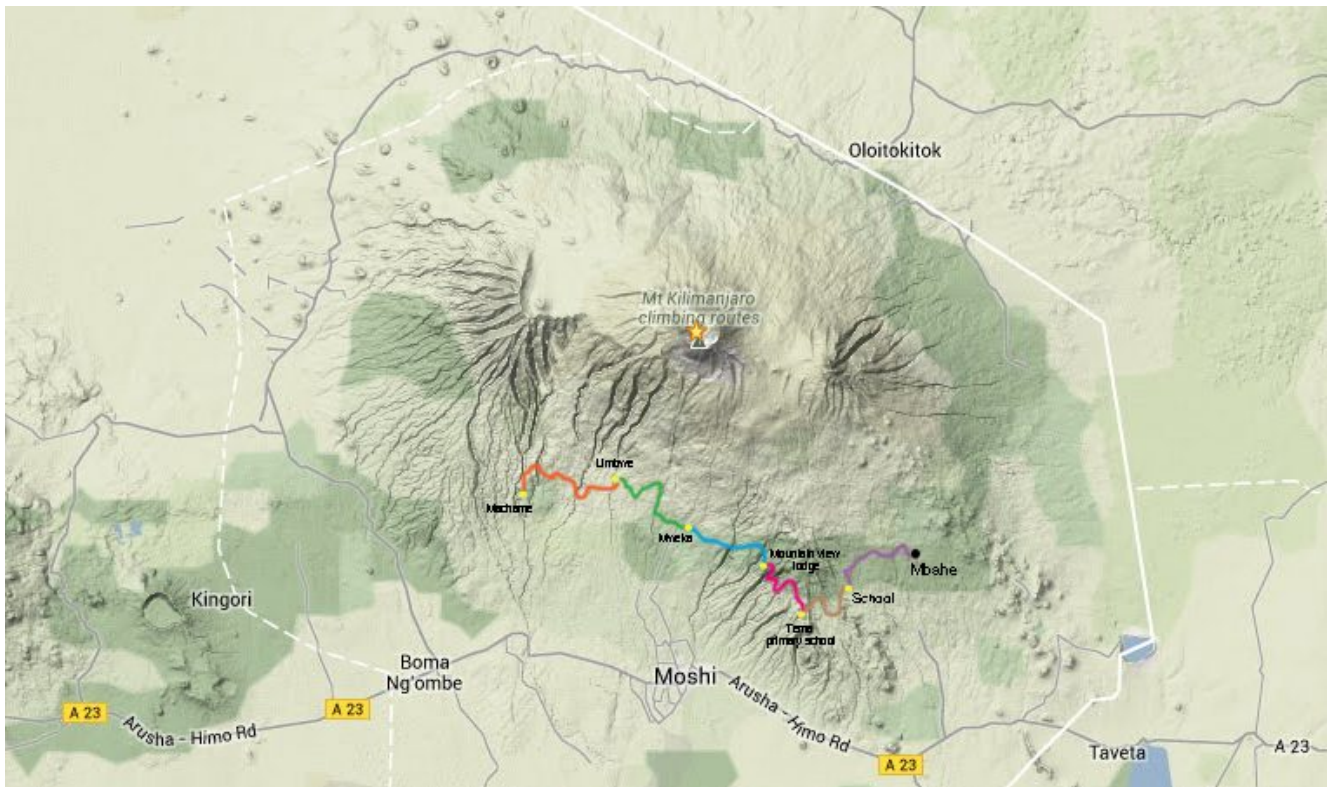 Oloitokitok
Mt Kilimanjaro
climbing routes
Umbwe
Machame
Mweka
Mountain view
lodge
Mbahe
School
Kingori
primary school
Boma
Ng'ombe
Moshi
A 23
A 23
Arusha - Himo Rd
Arusha - Himo Rd
A 23
Taveta
A 23